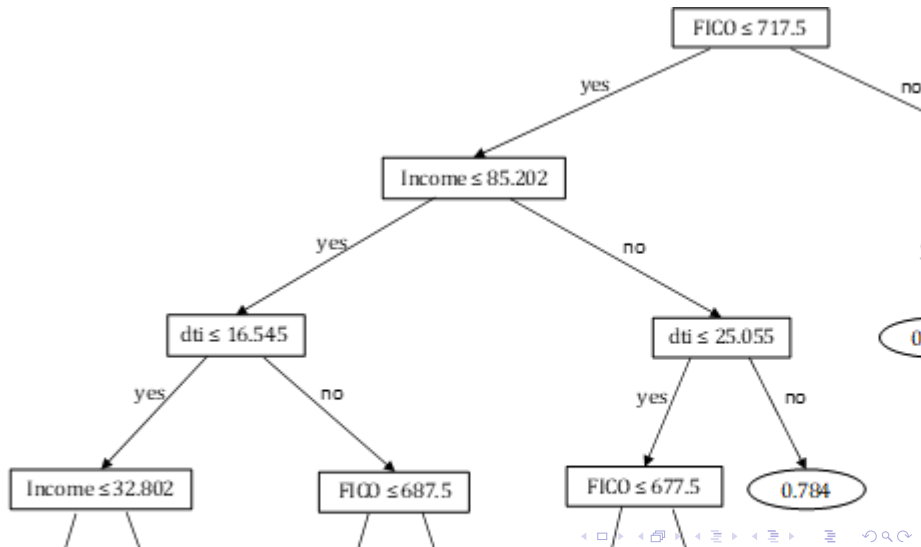 FICO ≤ 717.5
yes
no
Income ≤ 85.202
yes
no
dti ≤ 16.545
dti ≤ 25.055
yes
no
yes
no
Income ≤32.802
FICO ≤687.5
FICO ≤ 677.5
0.784